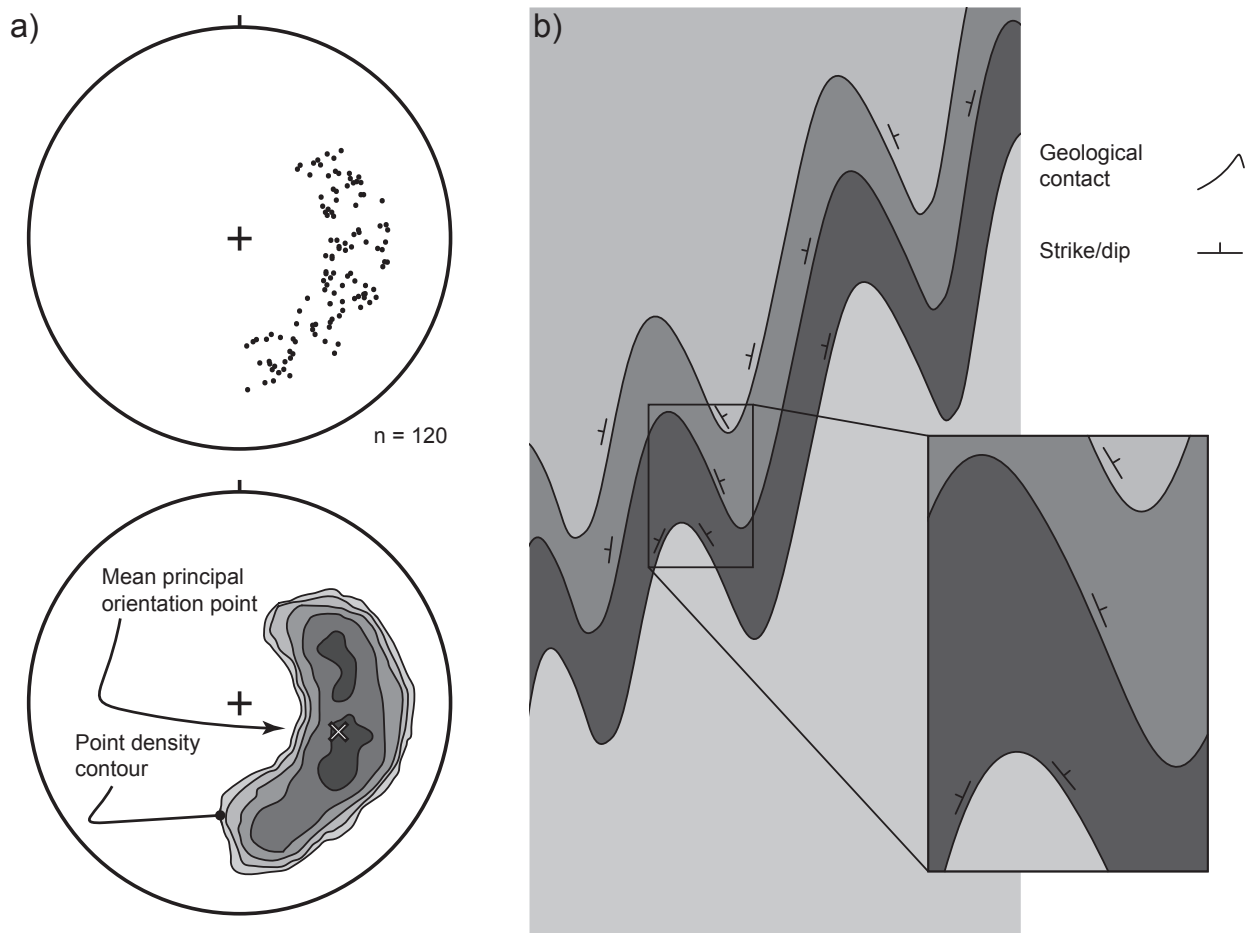 a)
n = 120
Mean principal
orientation point
Point density
contour
b)
Geological
contact
Strike/dip